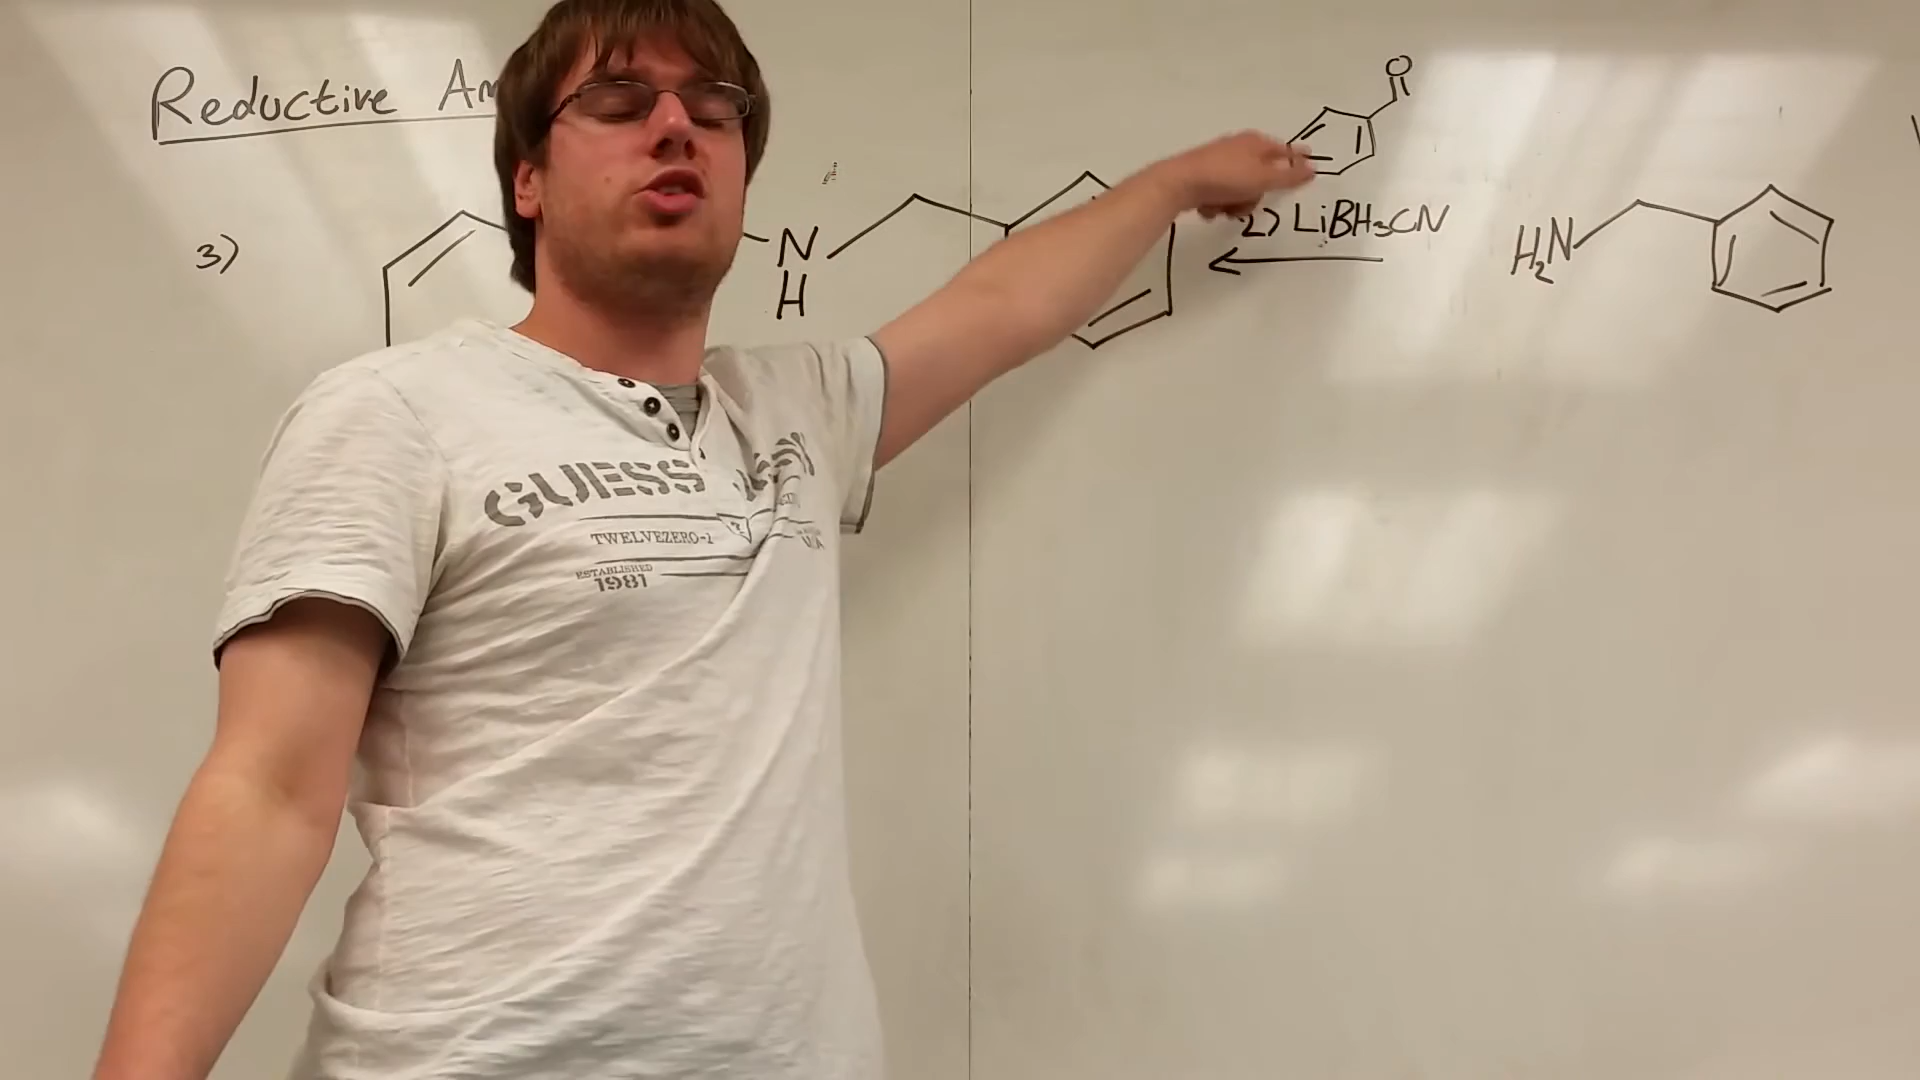 Reductive Am
3)
N
H
O
2) LiBH₃CN
H₂N
GUESS
TWELVEZERO-1
ESTABLISHED
1981